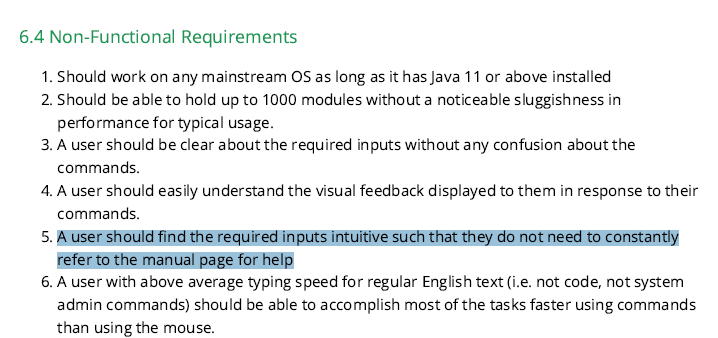 6.4 Non-Functional Requirements
1. Should work on any mainstream OS as long as it has Java 11 or above installed
2. Should be able to hold up to 1000 modules without a noticeable sluggishness in
performance for typical usage.
3. A user should be clear about the required inputs without any confusion about the
commands.
4. A user should easily understand the visual feedback displayed to them in response to their
commands.
5. A user should find the required inputs intuitive such that they do not need to constantly
refer to the manual page for help
6. A user with above average typing speed for regular English text (i.e. not code, not system
admin commands) should be able to accomplish most of the tasks faster using commands
than using the mouse.